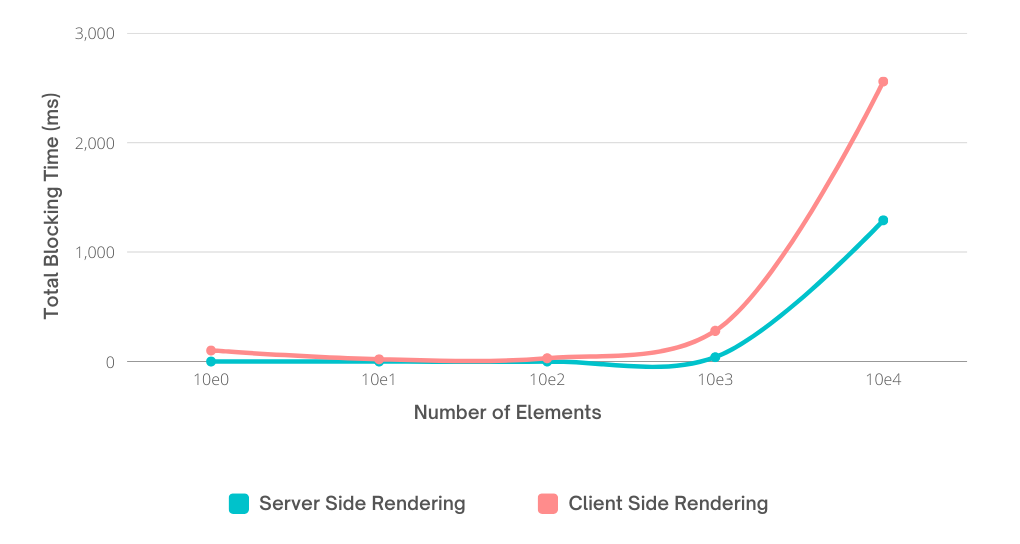 3,000
2,000
1,000
0
Total Blocking Time (ms)
10e0 10e1 10e2 10e3 10e4
Number of Elements
Server Side Rendering Client Side Rendering